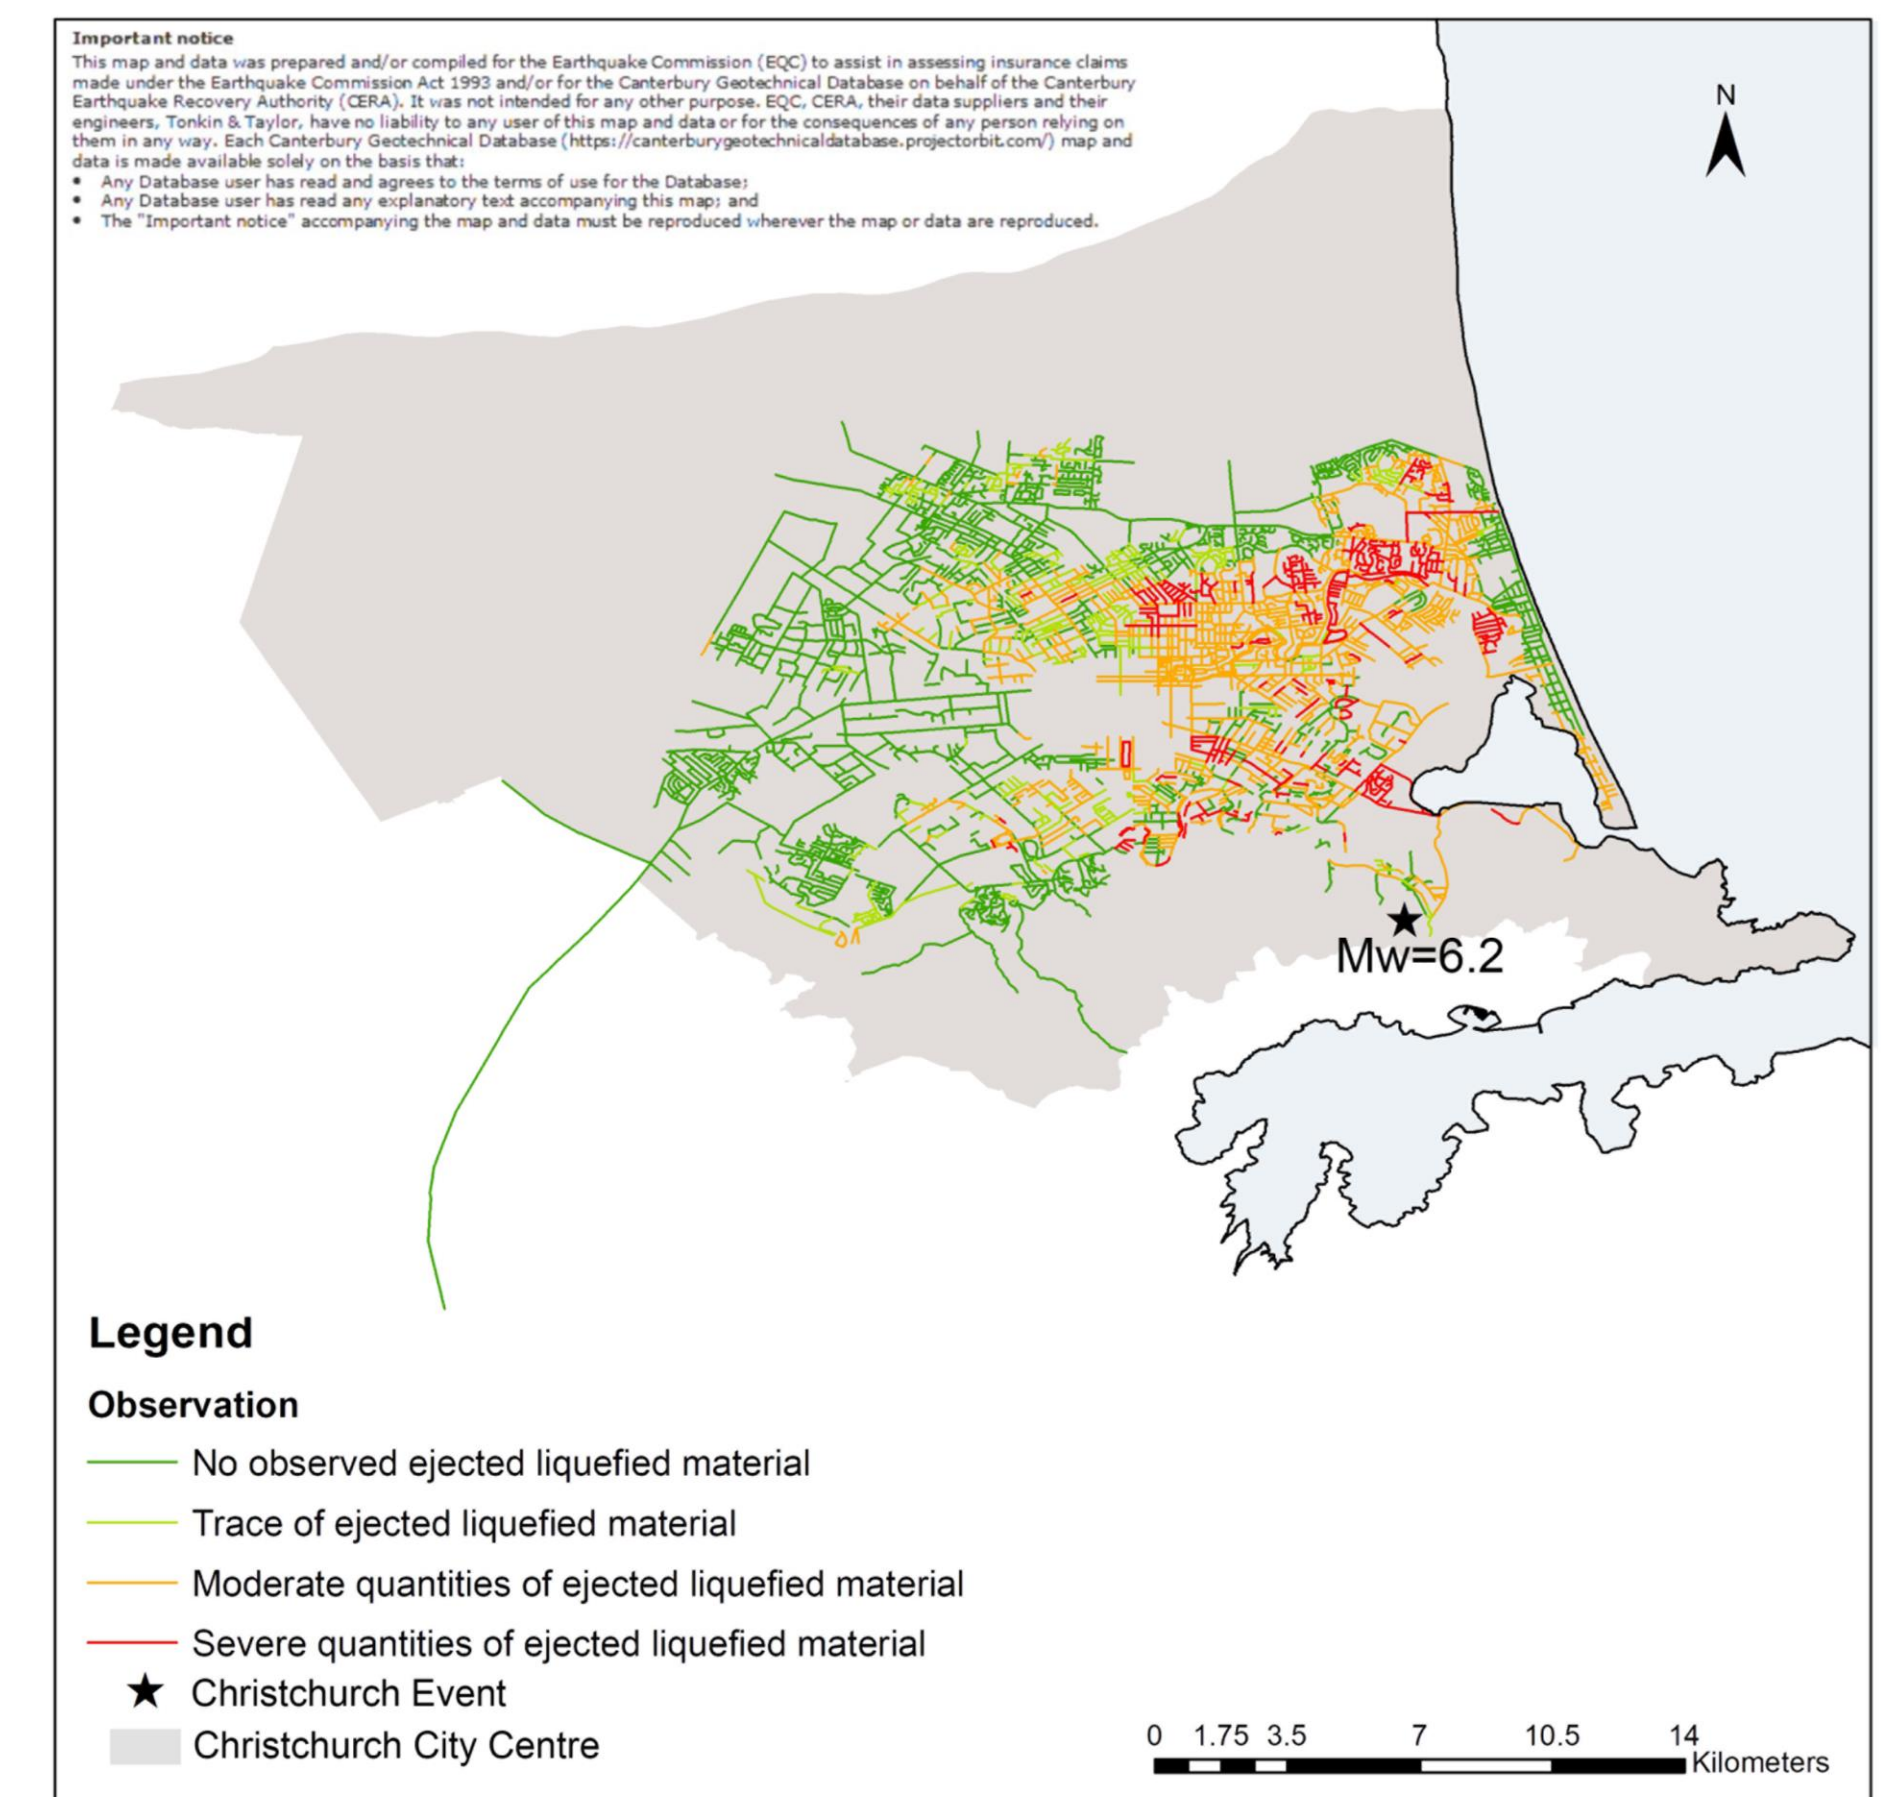 Important notice
This map and data was prepared and/or compiled for the Earthquake Commission (EQC) to assist in assessing insurance claims
made under the Earthquake Commission Act 1993 and/or for the Canterbury Geotechnical Database on behalf of the Canterbury
Earthquake Recovery Authority (CERA). It was not intended for any other purpose. EQC, CERA, their data suppliers and their
engineers, Tonkin & Taylor, have no liability to any user of this map and data or for the consequences of any person relying on
them in any way. Each Canterbury Geotechnical Database (https://canterburygeotechnicaldatabase.projectorbit.com/) map and
data is made available solely on the basis that:
• Any Database user has read and agrees to the terms of use for the Database;
• Any Database user has read any explanatory text accompanying this map; and
• The "Important notice" accompanying the map and data must be reproduced wherever the map or data are reproduced.
N
Mw=6.2
Legend
Observation
No observed ejected liquefied material
Trace of ejected liquefied material
Moderate quantities of ejected liquefied material
Severe quantities of ejected liquefied material
Christchurch Event
Christchurch City Centre
0 1.75 3.5 7 10.5 14
Kilometers